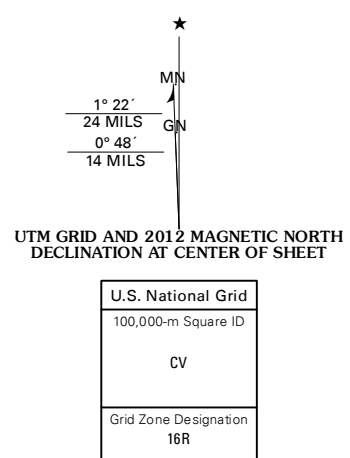 ★
MN
1° 22´
24 MILS
GN
0° 48´
14 MILS
UTM GRID AND 2012 MAGNETIC NORTH
DECLINATION AT CENTER OF SHEET
U.S. National Grid
100,000-m Square ID
CV
Grid Zone Designation
16R